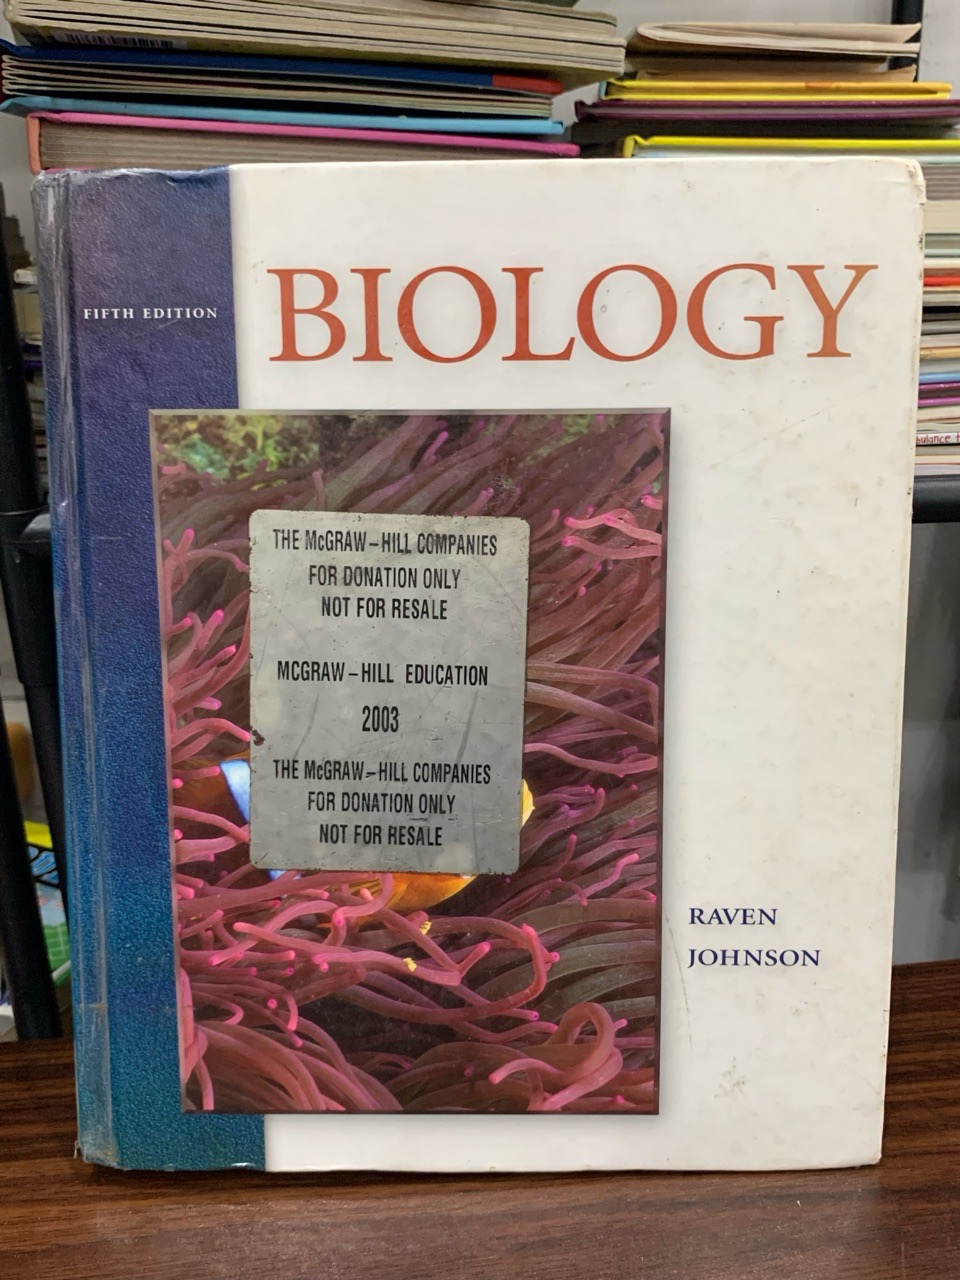 FIFTH EDITION
BIOLOGY
THE McGRAW-HILL COMPANIES
FOR DONATION ONLY
NOT FOR RESALE
MCGRAW-HILL EDUCATION
2003
THE McGRAW-HILL COMPANIES
FOR DONATION ONLY
NOT FOR RESALE
RAVEN
JOHNSON